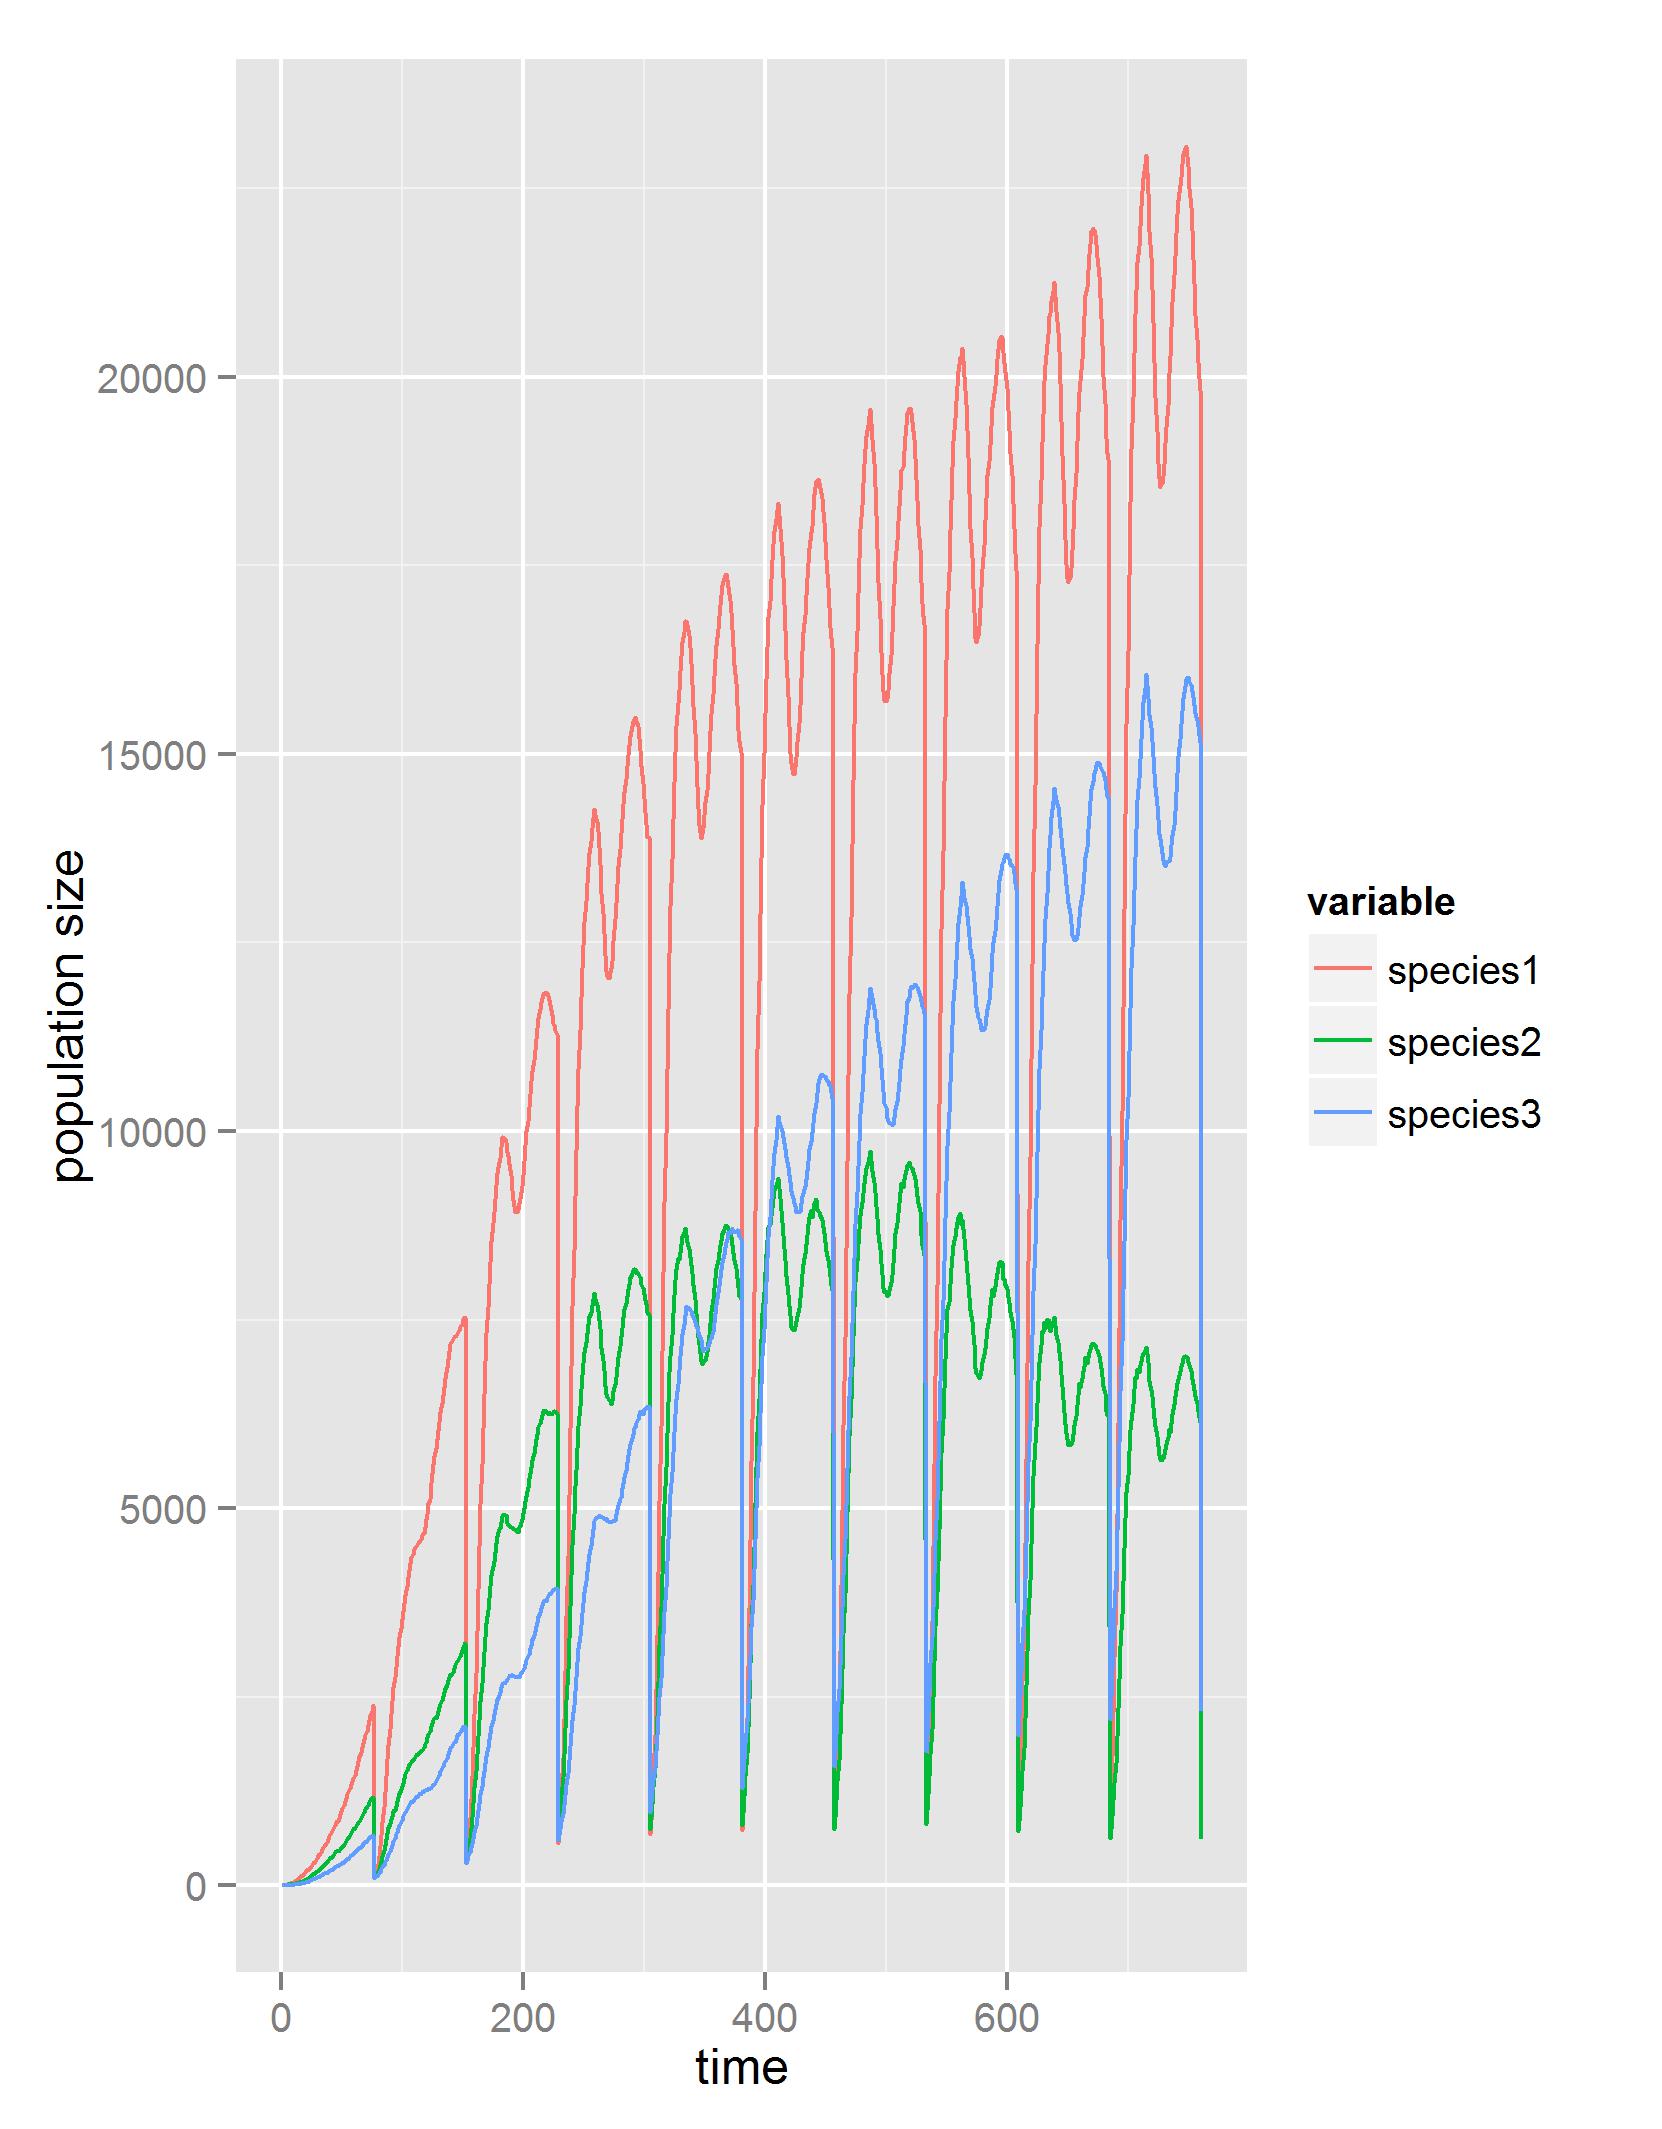 population size
20000
15000
10000
5000
0
0 200 400 600
time
variable
species1
species2
species3